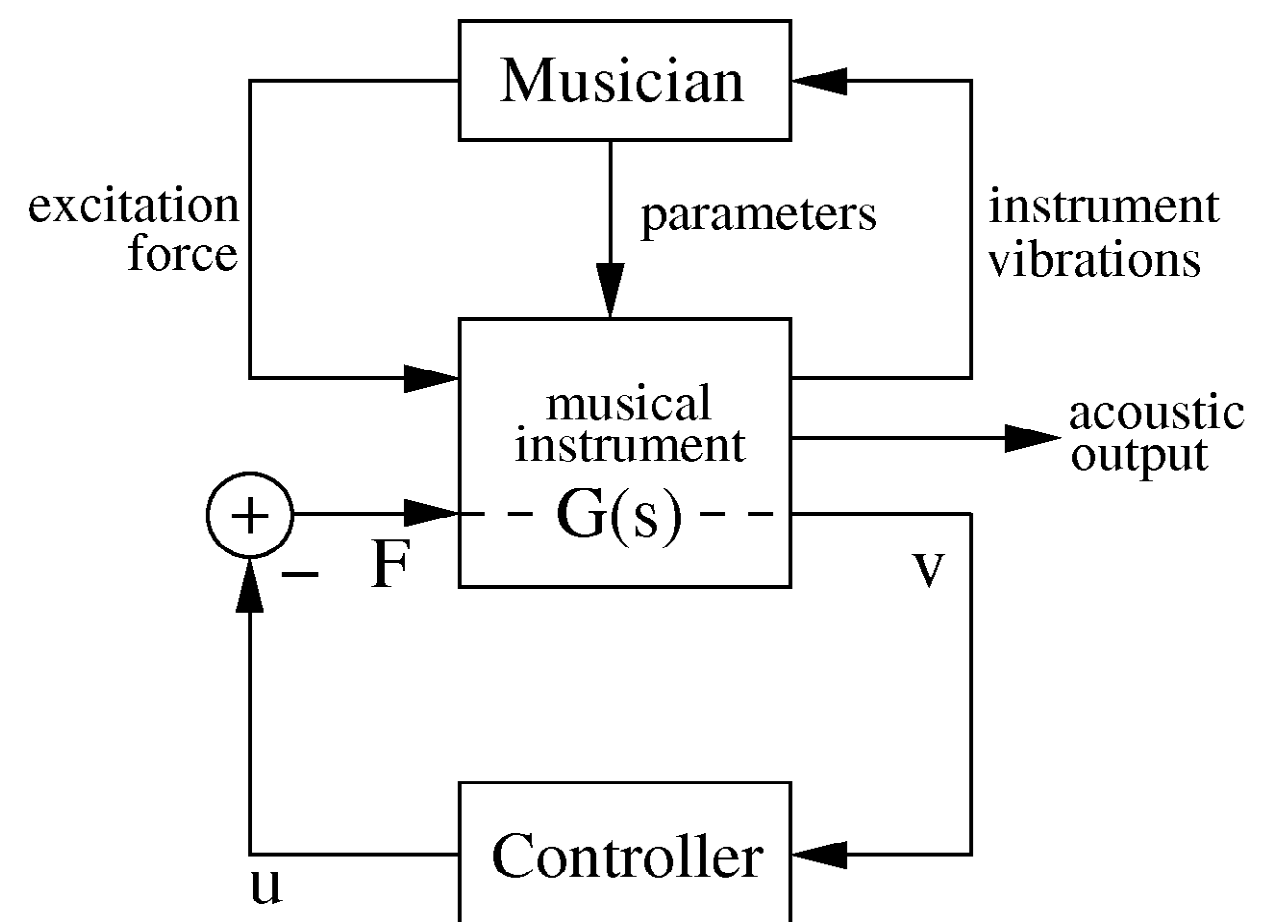 Musician
excitation
force
parameters
instrument
vibrations
musical
instrument
acoustic
output
+
G(s)
− F
v
Controller
u